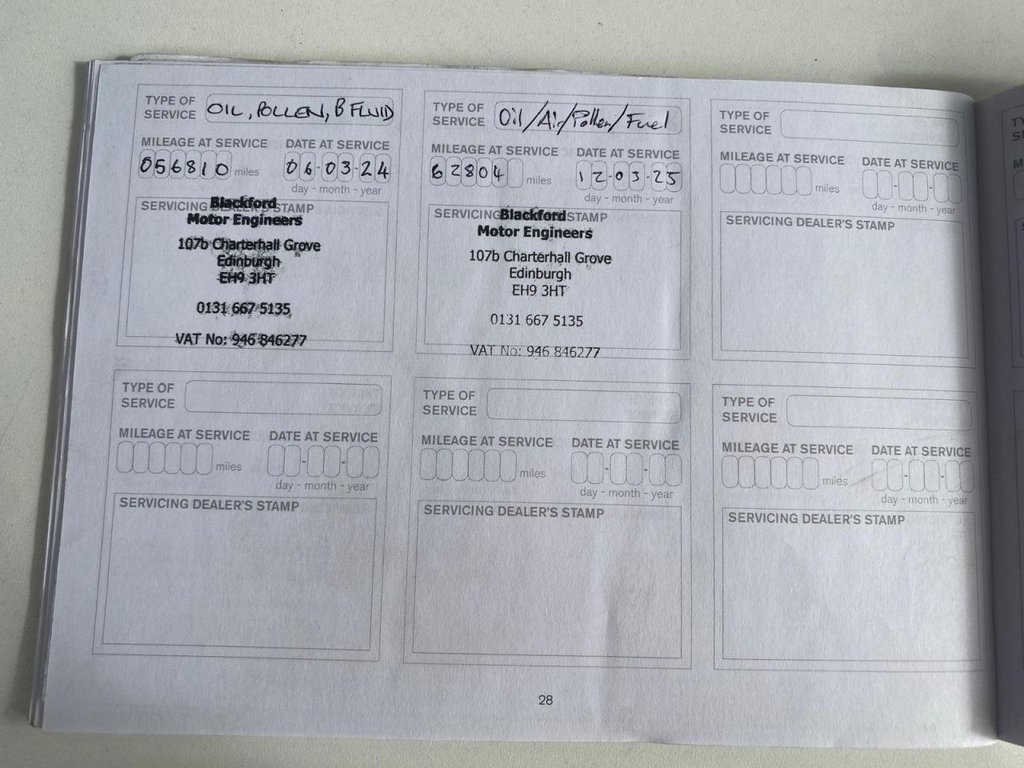 TYPE OF SERVICE OIL, POLLEN, B FLUID
MILEAGE AT SERVICE DATE AT SERVICE
056810 miles 06-03-24
day - month - year
SERVICING DEALER'S STAMP
Blackford
Motor Engineers
107b Charterhall Grove
Edinburgh
EH9 3HT
0131 667 5135
VAT No: 946 846277
TYPE OF SERVICE Oil/Air/Pollen/Fuel
MILEAGE AT SERVICE DATE AT SERVICE
62804 miles 12-03-25
day - month - year
SERVICING DEALER'S STAMP
Blackford
Motor Engineers
107b Charterhall Grove
Edinburgh
EH9 3HT
0131 667 5135
VAT No: 946 846277
TYPE OF SERVICE
MILEAGE AT SERVICE DATE AT SERVICE
miles
day - month - year
SERVICING DEALER'S STAMP
TYPE OF SERVICE
MILEAGE AT SERVICE DATE AT SERVICE
miles
day - month - year
SERVICING DEALER'S STAMP
TYPE OF SERVICE
MILEAGE AT SERVICE DATE AT SERVICE
miles
day - month - year
SERVICING DEALER'S STAMP
TYPE OF SERVICE
MILEAGE AT SERVICE DATE AT SERVICE
miles
day - month - year
SERVICING DEALER'S STAMP
28